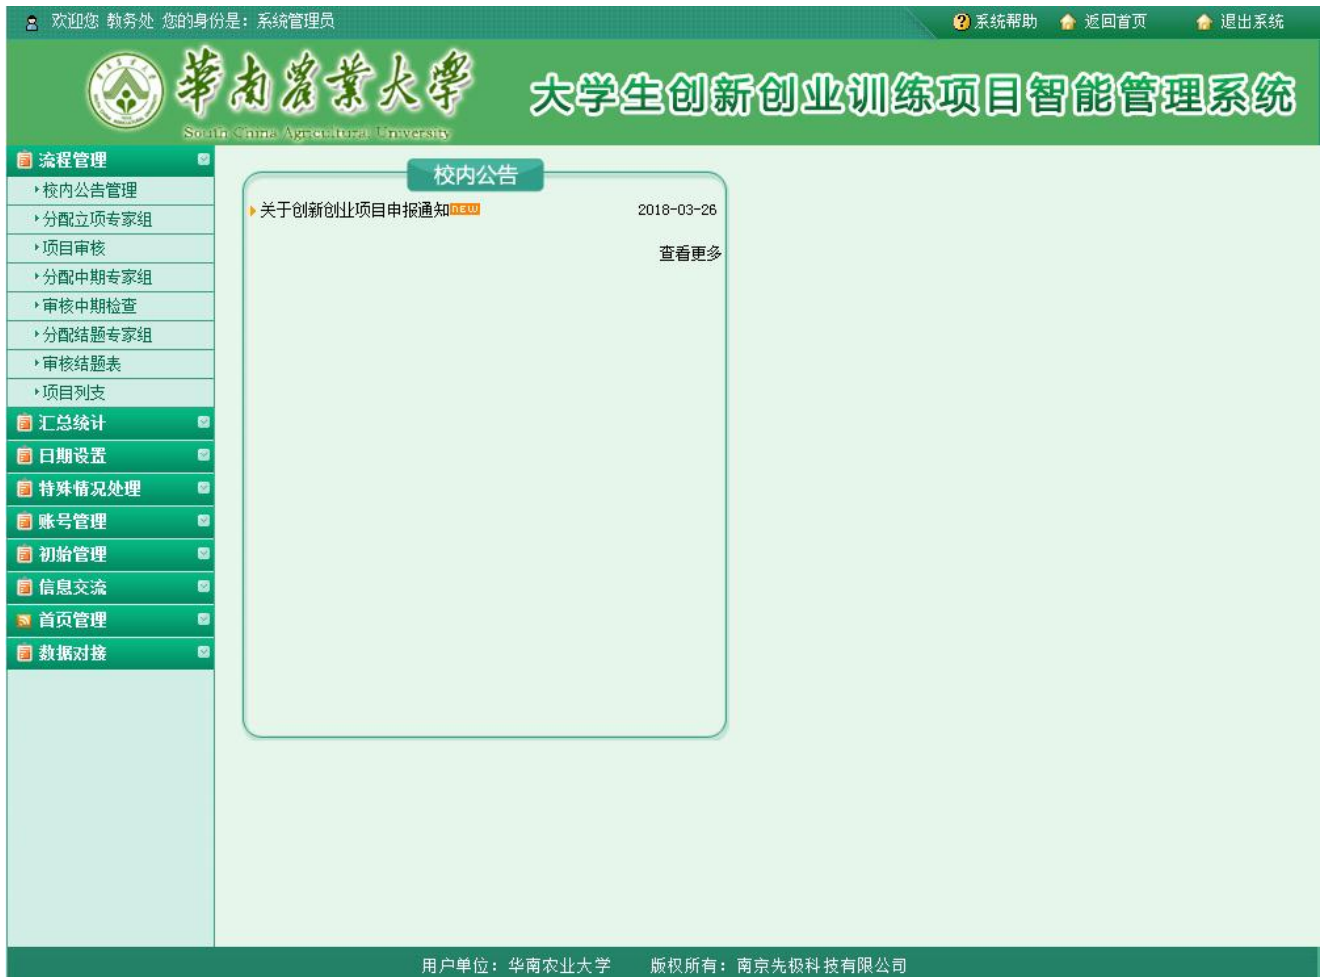 欢迎您 教务处 您的身份是：系统管理员
系统帮助 返回首页 退出系统
華南農業大學
South China Agricultural University
大学生创新创业训练项目智能管理系统
流程管理
校内公告管理
分配立项专家组
项目审核
分配中期专家组
审核中期检查
分配结题专家组
审核结题表
项目列支
汇总统计
日期设置
特殊情况处理
账号管理
初始管理
信息交流
首页管理
数据对接
校内公告
关于创新创业项目申报通知new 2018-03-26
查看更多
用户单位：华南农业大学 版权所有：南京先极科技有限公司